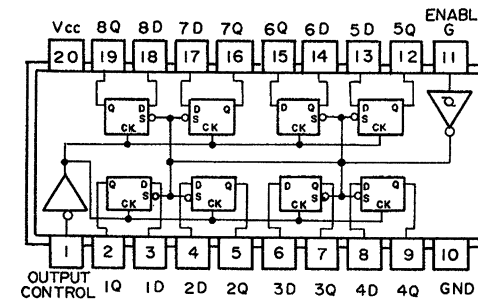 ENABL
Vcc 8Q 8D 7D 7Q 6Q 6D 5D 5Q G
20 19 18 17 16 15 14 13 12 11
Q D S CK
D Q S CK
Q D S CK
D Q S CK
Q D S CK
D Q S CK
D Q S CK
D Q S CK
1 2 3 4 5 6 7 8 9 10
OUTPUT CONTROL 1Q 1D 2D 2Q 3D 3Q 4D 4Q GND